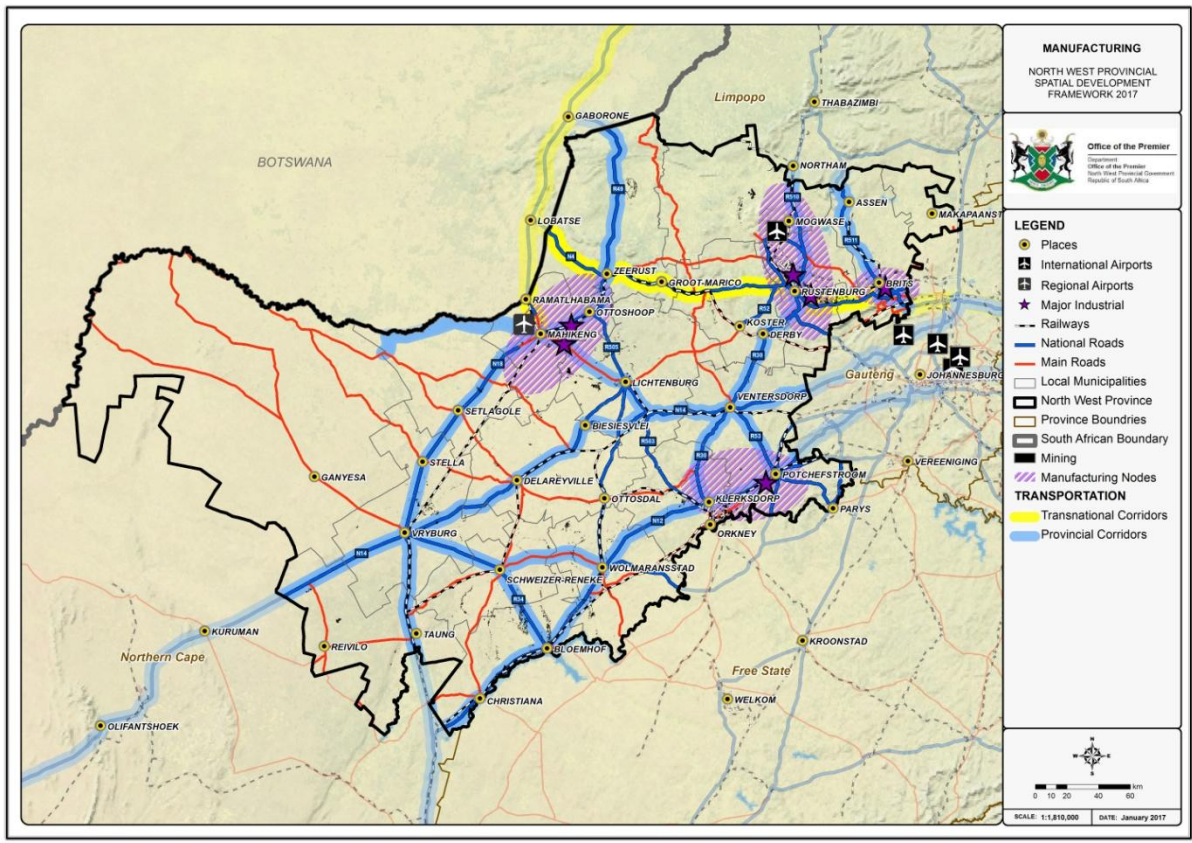 MANUFACTURING
NORTH WEST PROVINCIAL
SPATIAL DEVELOPMENT
FRAMEWORK 2017
Office of the Premier
Department
Office of the Premier
North West Provincial Government
Republic of South Africa
LEGEND
Places
International Airports
Regional Airports
Major Industrial
Railways
National Roads
Main Roads
Local Municipalities
North West Province
Province Boundries
South African Boundary
Mining
Manufacturing Nodes
TRANSPORTATION
Transnational Corridors
Provincial Corridors
N
W E
S
0 10 20 40 60 km
SCALE: 1:1,810,000 DATE: January 2017
Limpopo
THABAZIMBI
GABORONE
BOTSWANA
NORTHAM
N49
R510
ASSEN
LOBATSE
MOGWASE
MAKAPAANST
R511
N4
ZEERUST
GROOT-MARICO
RUSTENBURG
BRITS
RAMATLHABAMA
OTTOSHOOP
R52
KOSTER
MAHIKENG
DERBY
R505
R30
N18
Gauteng
JOHANNESBURG
LICHTENBURG
SETLAGOLE
N14
VENTERSDORP
BIESIESVLEI
R503
R53
R30
STELLA
VEREENIGING
GANYESA
DELAREYVILLE
POTCHEFSTROOM
OTTOSDAL
KLERKSDORP
PARYS
N12
VRYBURG
ORKNEY
N14
SCHWEIZER-RENEKE
WOLMARANSSTAD
R34
KURUMAN
TAUNG
KROONSTAD
REIVILO
BLOEMHOF
Northern Cape
Free State
CHRISTIANA
WELKOM
OLIFANTSHOEK